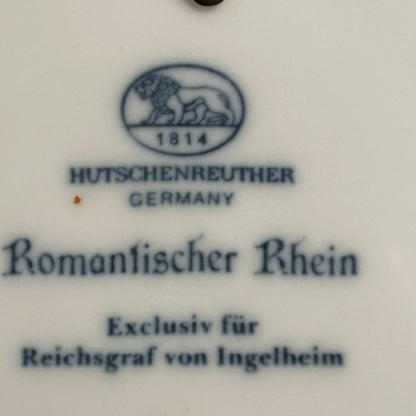 1814
HUTSCHENREUTHER
GERMANY
Romantischer Rhein
Exclusiv für
Reichsgraf von Ingelheim